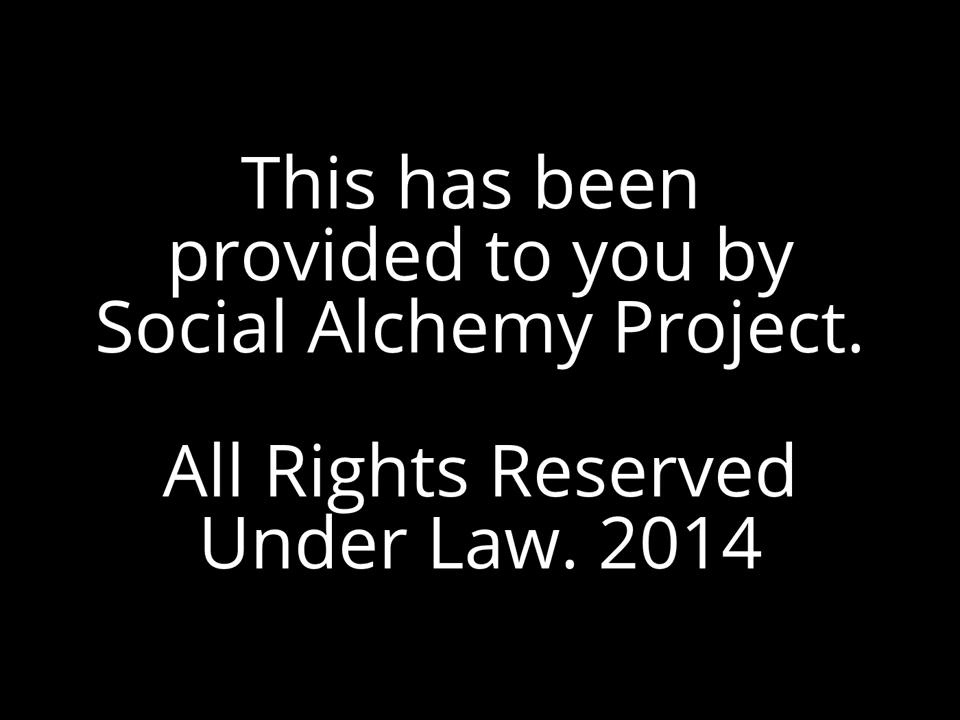 This has been
provided to you by
Social Alchemy Project.
All Rights Reserved
Under Law. 2014